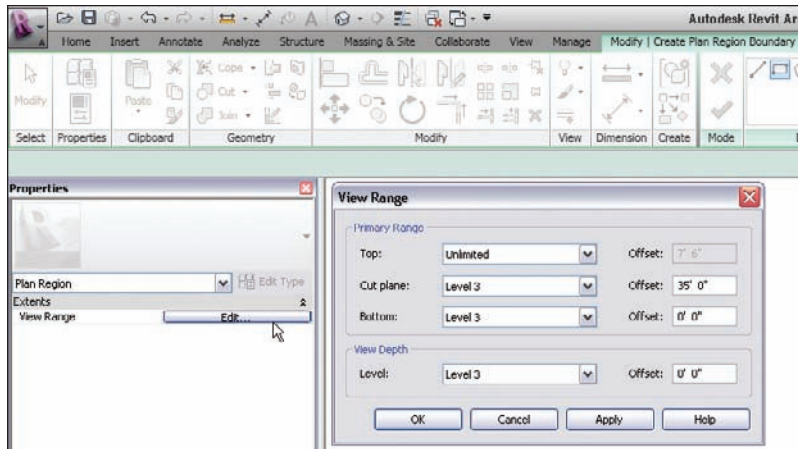 Autodesk Revit Ar
Home Insert Annotate Analyze Structure Massing & Site Collaborate View Manage Modify | Create Plan Region Boundary
Modify Paste Cope Cut Join
Select Properties Clipboard Geometry Modify View Dimension Create Mode
Properties
Plan Region Edit Type
Extents
View Range Edit...
View Range
Primary Range
Top: Unlimited Offset: 7' 6"
Cut plane: Level 3 Offset: 35' 0"
Bottom: Level 3 Offset: 0' 0"
View Depth
Level: Level 3 Offset: 0' 0"
OK Cancel Apply Help